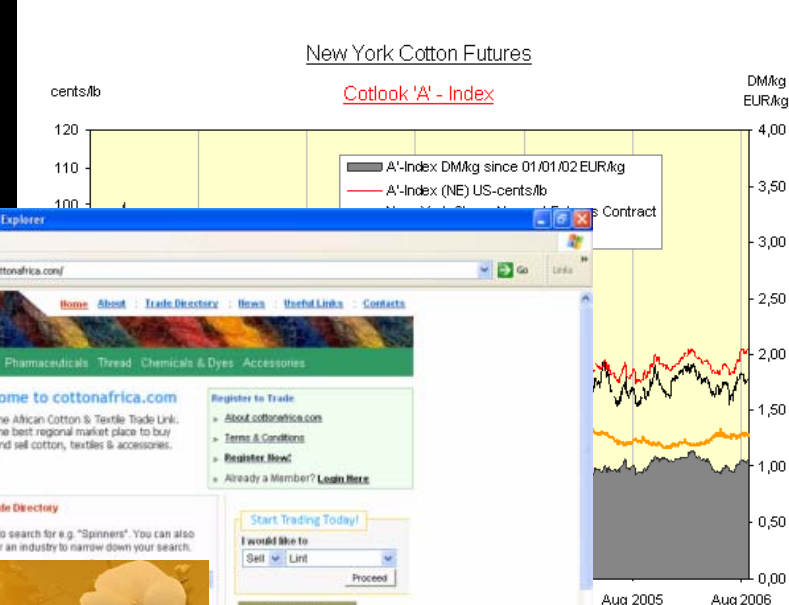 New York Cotton Futures
Cotlook 'A' - Index
cents/lb
DM/kg
EUR/kg
120
110
100
4,00
3,50
3,00
2,50
2,00
1,50
1,00
0,50
0,00
A'-Index DM/kg since 01/01/02 EUR/kg
A'-Index (NE) US-cents/lb
s Contract
Explorer
ttonafrica.com/
Go
Links
Home About : Trade Directory : News : Useful Links : Contacts
Pharmaceuticals Thread Chemicals & Dyes Accessories
ome to cottonafrica.com
he African Cotton & Textile Trade Link.
he best regional market place to buy
nd sell cotton, textiles & accessories.
Register to Trade
» About cottonafrica.com
» Terms & Conditions
» Register Now!
» Already a Member? Login Here
de Directory
o search for e.g. "Spinners". You can also
r an industry to narrow down your search.
Start Trading Today!
I would like to
Sell Lint
Proceed
Aug 2005
Aug 2006